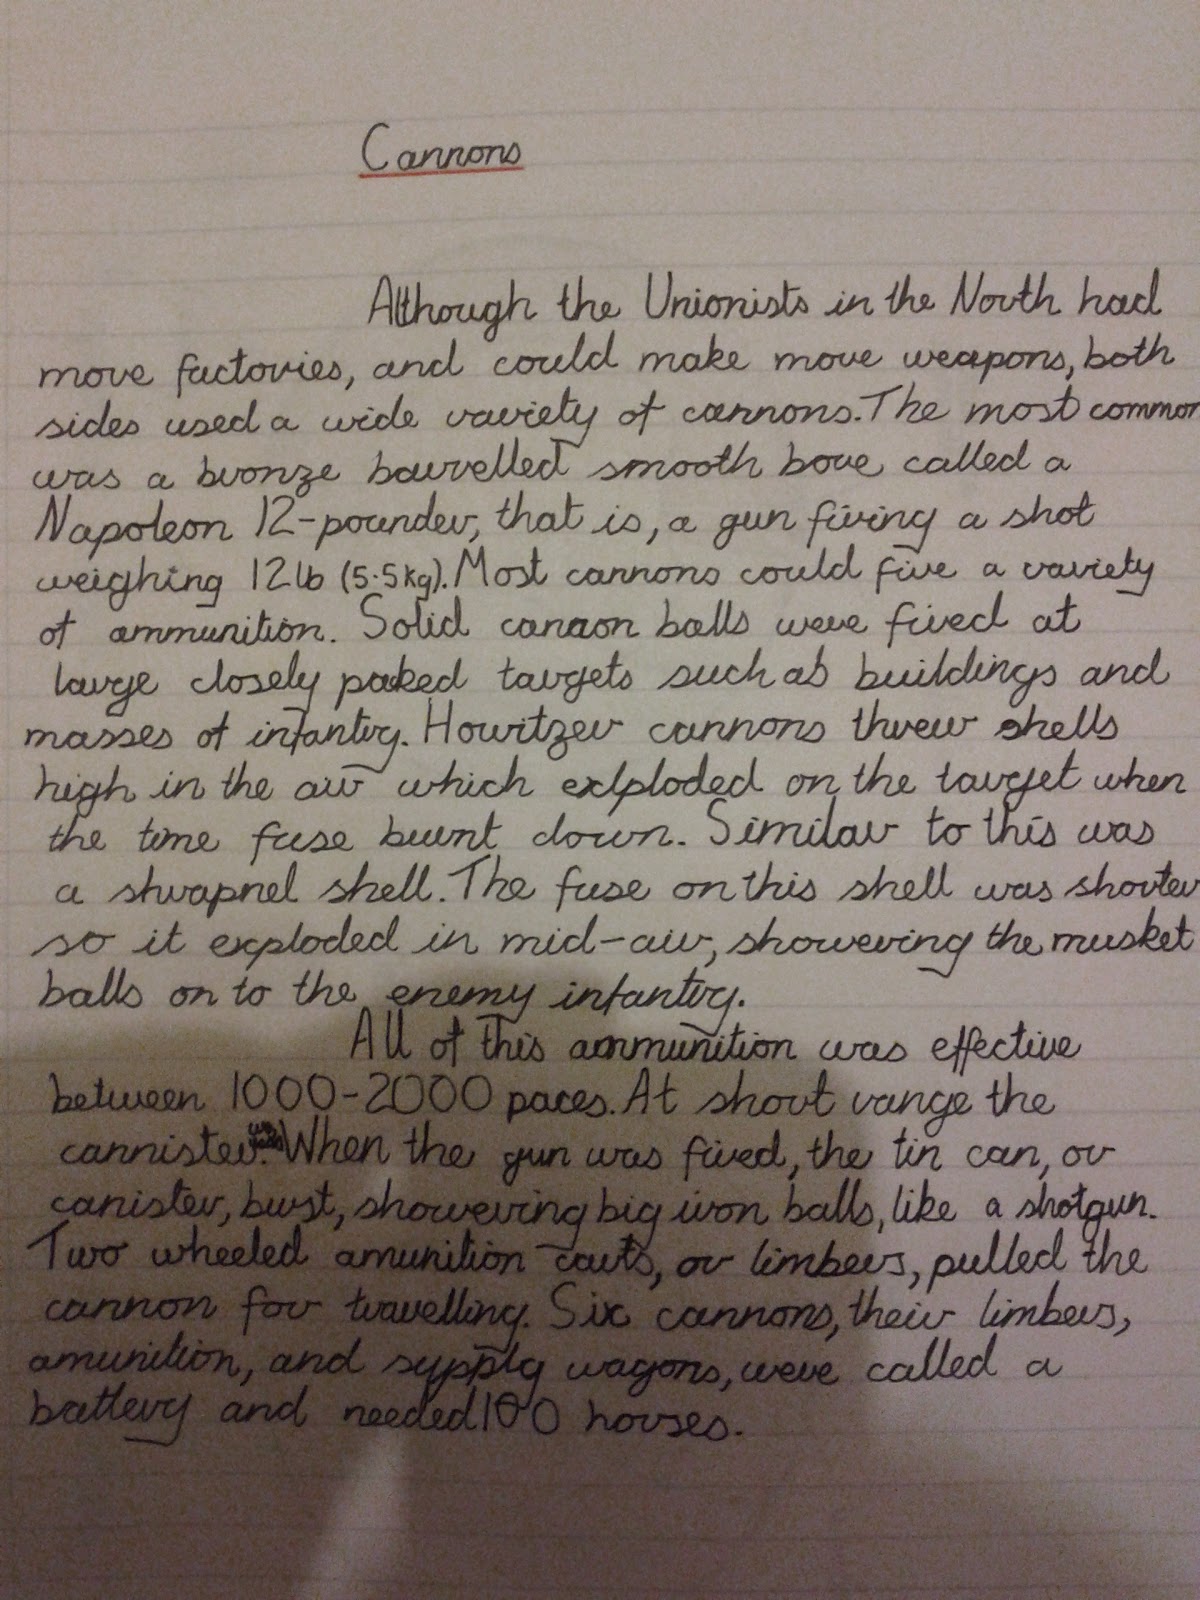 Cannons
Although the Unionists in the North had
more factories, and could make more weapons, both
sides used a wide variety of cannons. The most common
was a bronze barrelled smooth bore called a
Napoleon 12-pounder, that is, a gun firing a shot
weighing 12lb (5.5kg). Most cannons could fire a variety
of ammunition. Solid cannon balls were fired at
large closely packed targets such as buildings and
masses of infantry. Howitzer cannons threw shells
high in the air which exploded on the target when
the time fuse burnt down. Similar to this was
a shrapnel shell. The fuse on this shell was shorter
so it exploded in mid-air, showering the musket
balls on to the enemy infantry.
All of this ammunition was effective
between 1000-2000 paces. At short range the
cannister was used. When the gun was fired, the tin can, or
canister, burst, showering big iron balls, like a shotgun.
Two wheeled amunition carts, or limbers, pulled the
cannon for travelling. Six cannons, their limbers,
amunition, and supply wagons, were called a
battery and needed 100 horses.